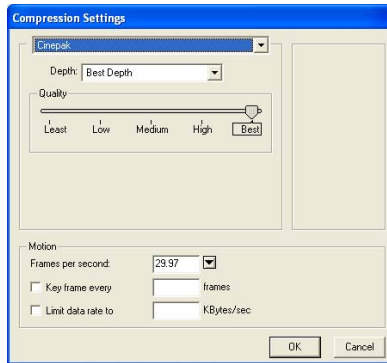 Compression Settings
Cinepak
Depth: Best Depth
Quality
Least Low Medium High Best
Motion
Frames per second: 29.97
Key frame every frames
Limit data rate to KBytes/sec
OK Cancel